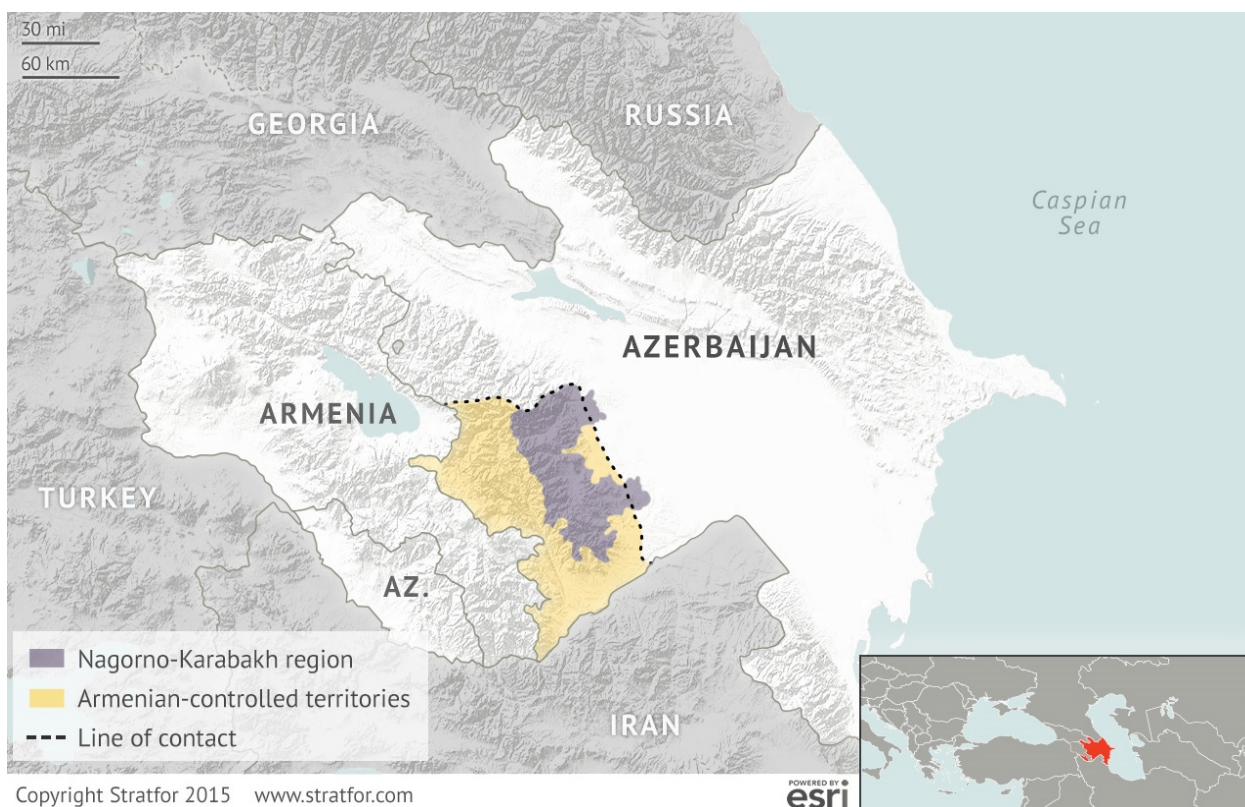 30 mi
60 km
GEORGIA
RUSSIA
Caspian
Sea
AZERBAIJAN
ARMENIA
TURKEY
AZ.
IRAN
Nagorno-Karabakh region
Armenian-controlled territories
Line of contact
Copyright Stratfor 2015 www.stratfor.com
POWERED BY
esri